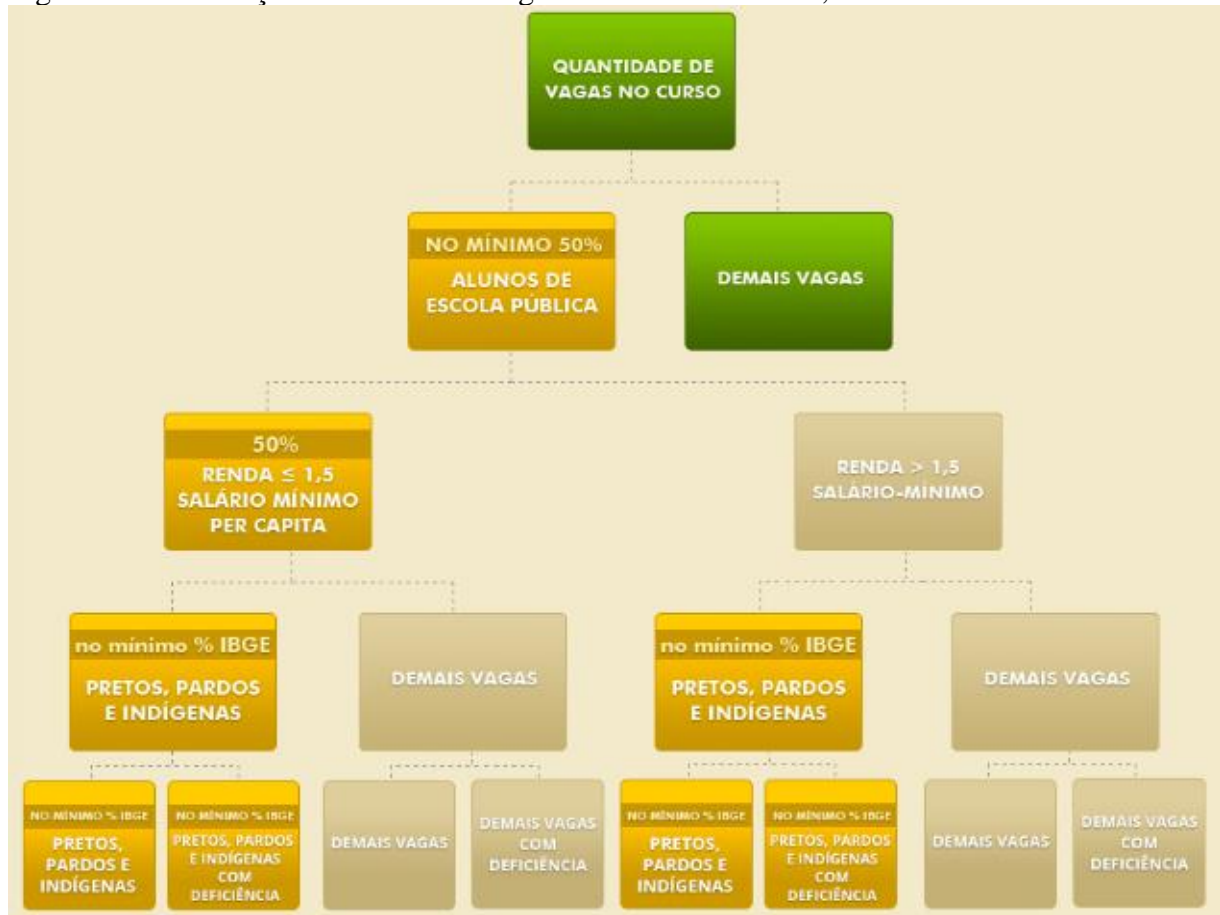 QUANTIDADE DE
VAGAS NO CURSO
NO MÍNIMO 50%
ALUNOS DE
ESCOLA PÚBLICA
DEMAIS VAGAS
50%
RENDA ≤ 1,5
SALÁRIO MÍNIMO
PER CAPITA
RENDA > 1,5
SALÁRIO-MÍNIMO
no mínimo % IBGE
PRETOS, PARDOS
E INDÍGENAS
DEMAIS VAGAS
no mínimo % IBGE
PRETOS, PARDOS
E INDÍGENAS
DEMAIS VAGAS
NO MÍNIMO % IBGE
PRETOS,
PARDOS E
INDÍGENAS
NO MÍNIMO % IBGE
PRETOS, PARDOS
E INDÍGENAS
COM
DEFICIÊNCIA
DEMAIS VAGAS
DEMAIS VAGAS
COM
DEFICIÊNCIA
NO MÍNIMO % IBGE
PRETOS,
PARDOS E
INDÍGENAS
NO MÍNIMO % IBGE
PRETOS, PARDOS
E INDÍGENAS
COM
DEFICIÊNCIA
DEMAIS VAGAS
DEMAIS VAGAS
COM
DEFICIÊNCIA